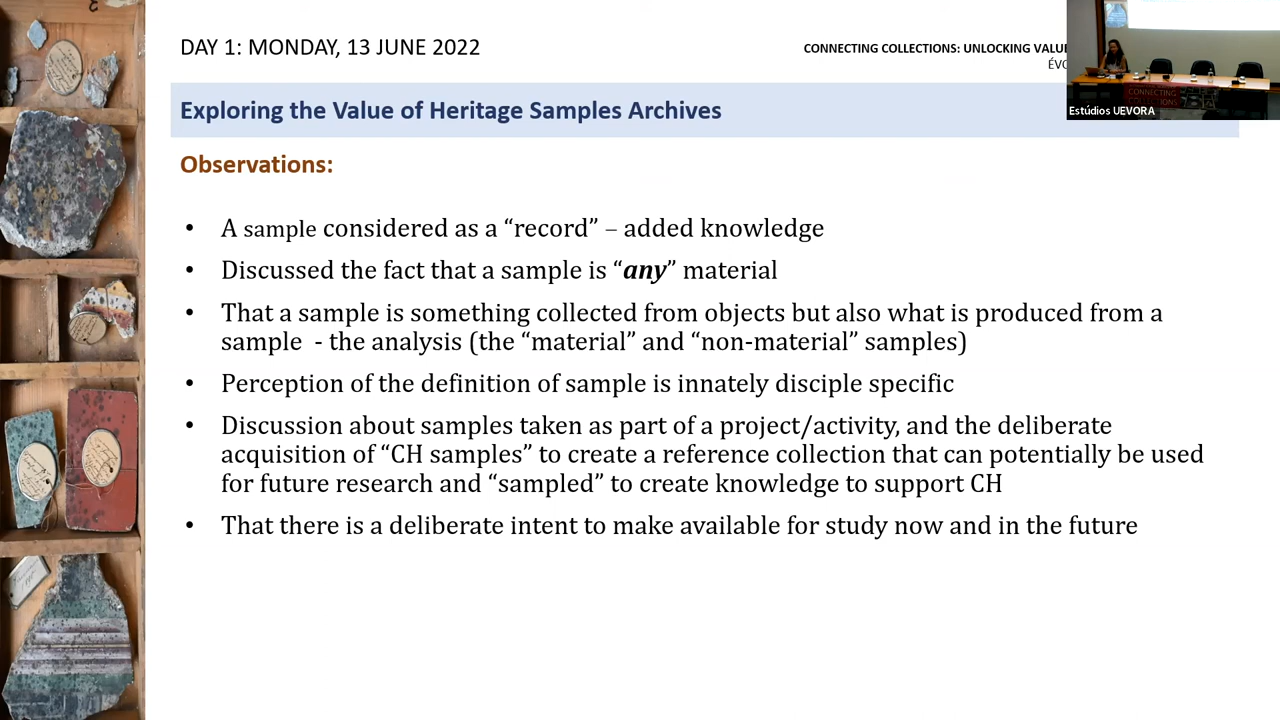 DAY 1: MONDAY, 13 JUNE 2022
CONNECTING COLLECTIONS: UNLOCKING VALUE
ÉVO
Estúdios UEVORA
CONNECTING
Exploring the Value of Heritage Samples Archives
Observations:
• A sample considered as a “record” – added knowledge
• Discussed the fact that a sample is “any” material
• That a sample is something collected from objects but also what is produced from a
sample - the analysis (the “material” and “non-material” samples)
• Perception of the definition of sample is innately disciple specific
• Discussion about samples taken as part of a project/activity, and the deliberate
acquisition of “CH samples” to create a reference collection that can potentially be used
for future research and “sampled” to create knowledge to support CH
• That there is a deliberate intent to make available for study now and in the future